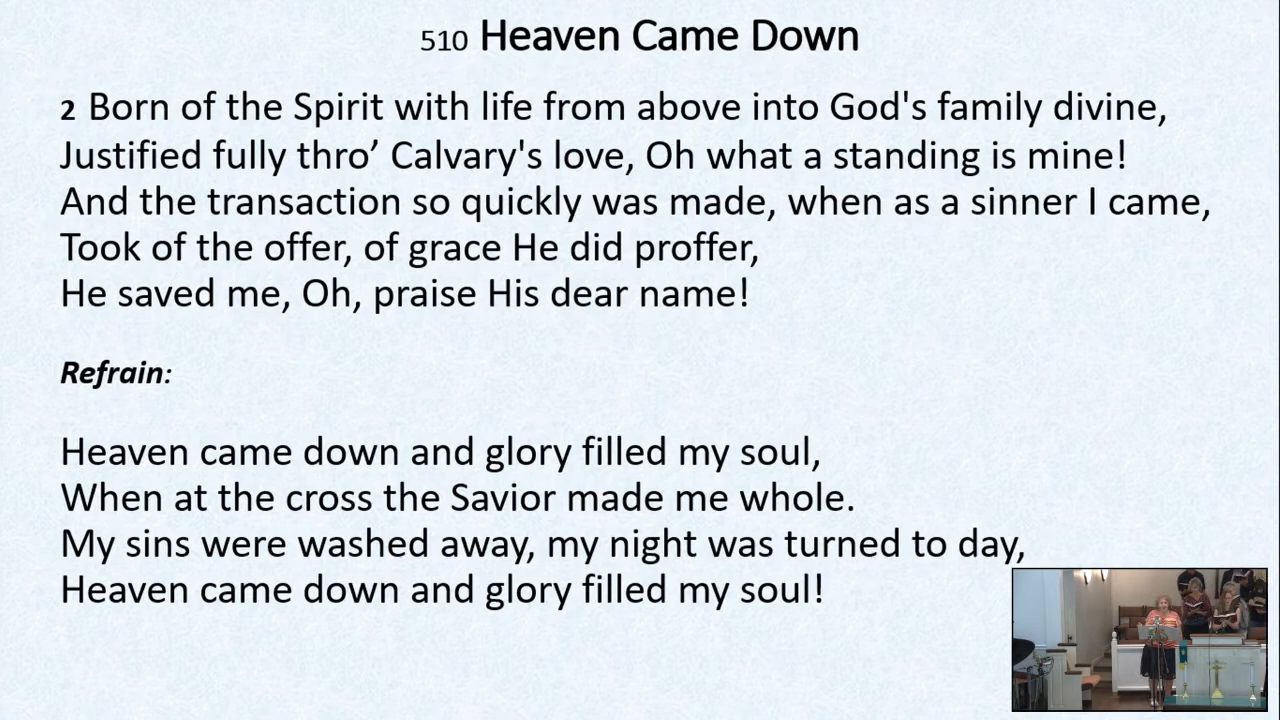 510 Heaven Came Down
2 Born of the Spirit with life from above into God's family divine,
Justified fully thro’ Calvary's love, Oh what a standing is mine!
And the transaction so quickly was made, when as a sinner I came,
Took of the offer, of grace He did proffer,
He saved me, Oh, praise His dear name!
Refrain:
Heaven came down and glory filled my soul,
When at the cross the Savior made me whole.
My sins were washed away, my night was turned to day,
Heaven came down and glory filled my soul!